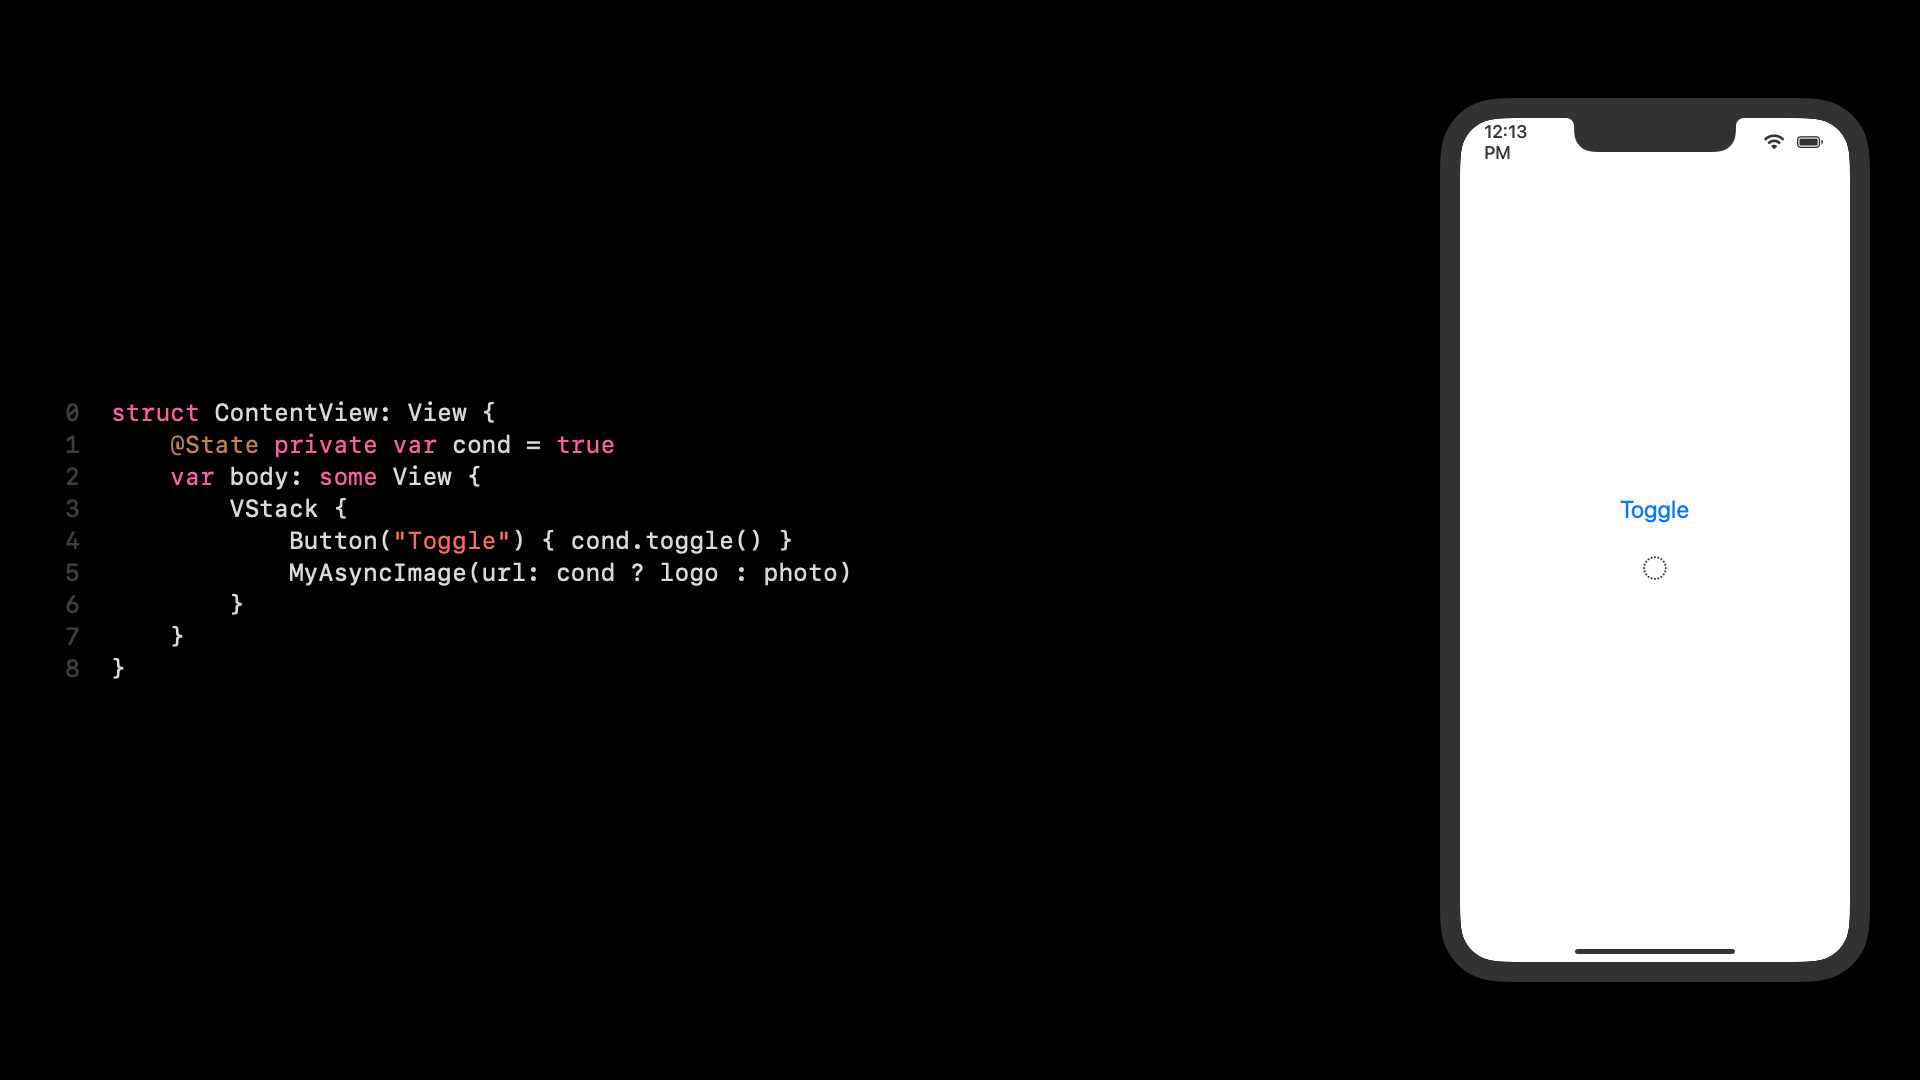 0 struct ContentView: View {
1     @State private var cond = true
2     var body: some View {
3         VStack {
4             Button("Toggle") { cond.toggle() }
5             MyAsyncImage(url: cond ? logo : photo)
6         }
7     }
8 }
12:13
PM
Toggle